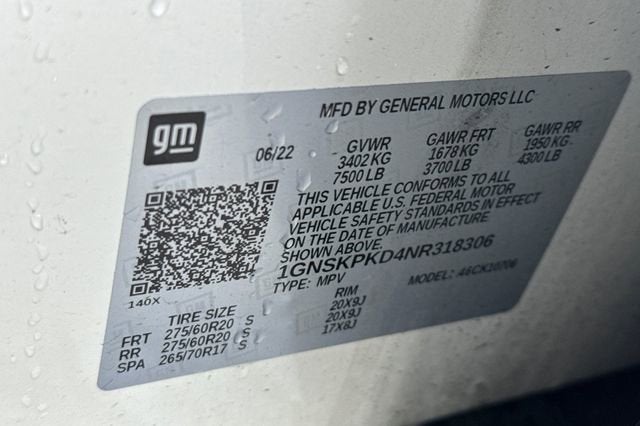 gm
MFD BY GENERAL MOTORS LLC
06/22
GVWR
3402 KG
7500 LB
GAWR FRT
1678 KG
3700 LB
GAWR RR
1950 KG
4300 LB
THIS VEHICLE CONFORMS TO ALL
APPLICABLE U.S. FEDERAL MOTOR
VEHICLE SAFETY STANDARDS IN EFFECT
ON THE DATE OF MANUFACTURE
SHOWN ABOVE.
1GNSKPKD4NR318306
TYPE: MPV
MODEL: 46CK10706
140X
TIRE SIZE
RIM
FRT 275/60R20 S 20X9J
RR 275/60R20 S 20X9J
SPA 265/70R17 S 17X8J